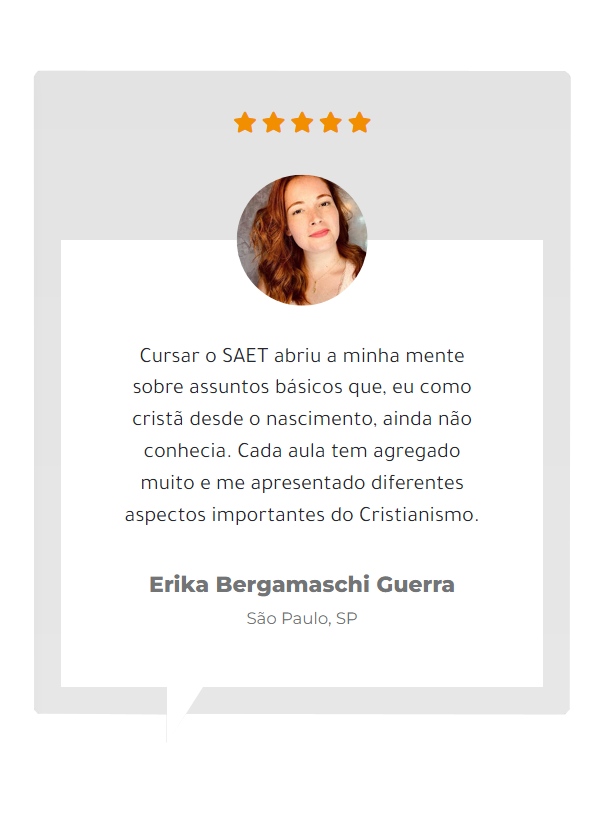 Cursar o SAET abriu a minha mente
sobre assuntos básicos que, eu como
cristã desde o nascimento, ainda não
conhecia. Cada aula tem agregado
muito e me apresentado diferentes
aspectos importantes do Cristianismo.
Erika Bergamaschi Guerra
São Paulo, SP